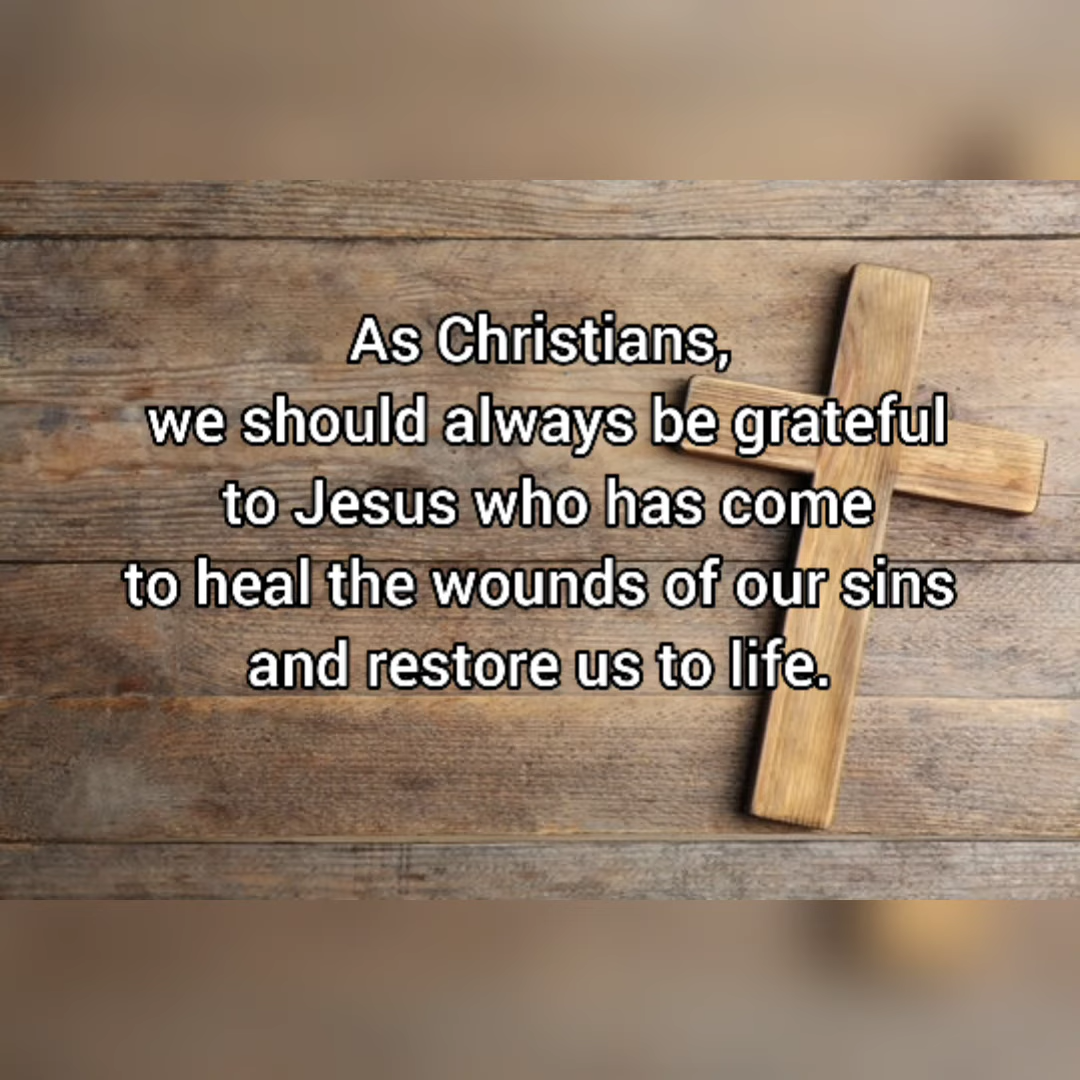 As Christians,
we should always be grateful
to Jesus who has come
to heal the wounds of our sins
and restore us to life.